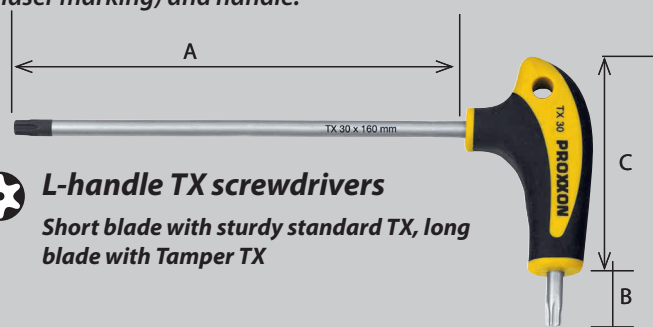 (laser marking) and handle.
A
TX 30 x 160 mm
TX 30 PROXXON
C
L-handle TX screwdrivers
Short blade with sturdy standard TX, long
blade with Tamper TX
B